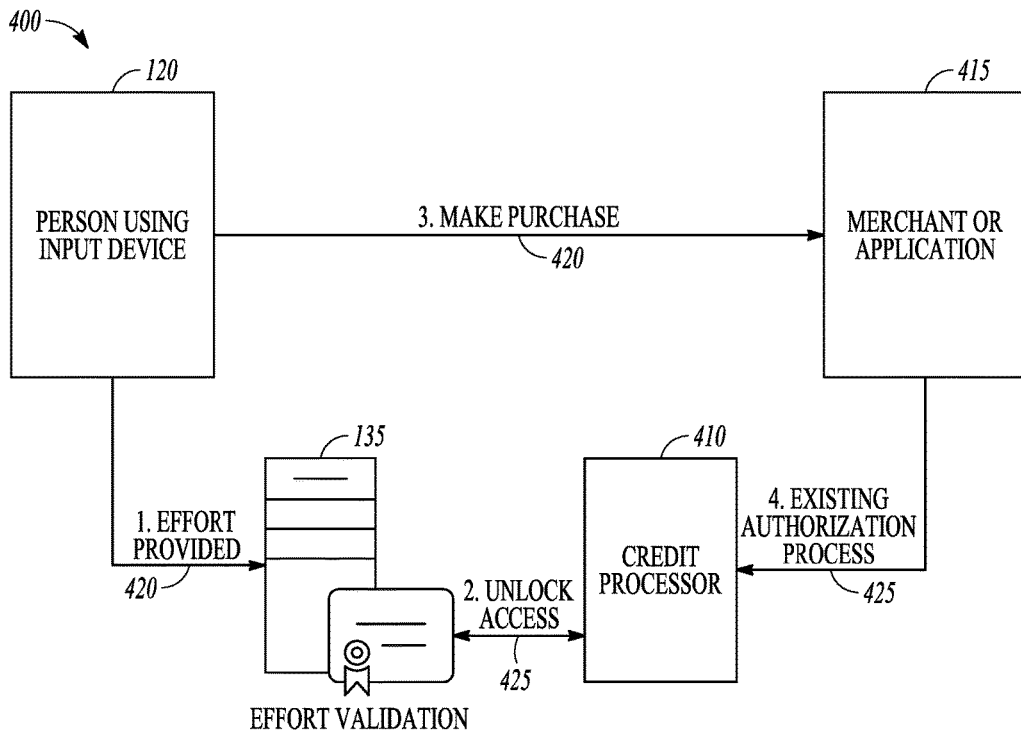 400
120
415
PERSON USING
INPUT DEVICE
3. MAKE PURCHASE
420
MERCHANT OR
APPLICATION
135
410
1. EFFORT
PROVIDED
420
2. UNLOCK
ACCESS
425
CREDIT
PROCESSOR
4. EXISTING
AUTHORIZATION
PROCESS
425
EFFORT VALIDATION